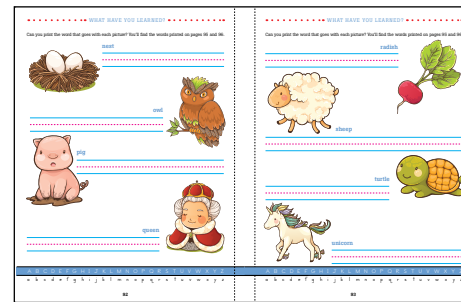 WHAT HAVE YOU LEARNED?
Can you print the word that goes with each picture? You'll find the words printed on pages 95 and 96.
nest
owl
pig
queen
A B C D E F G H I J K L M N O P Q R S T U V W X Y Z
a b c d e f g h i j k l m n o p q r s t u v w x y z
92
WHAT HAVE YOU LEARNED?
Can you print the word that goes with each picture? You'll find the words printed on pages 95 and 96
radish
sheep
turtle
unicorn
A B C D E F G H I J K L M N O P Q R S T U V W X Y Z
a b c d e f g h i j k l m n o p q r s t u v w x y z
93